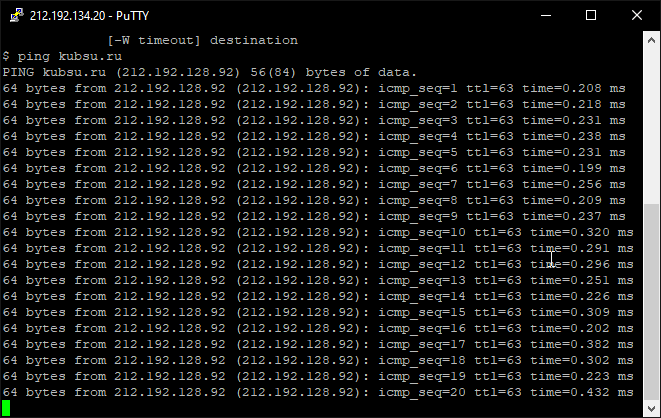 212.192.134.20 - PuTTY
[-W timeout] destination
$ ping kubsu.ru
PING kubsu.ru (212.192.128.92) 56(84) bytes of data.
64 bytes from 212.192.128.92 (212.192.128.92): icmp_seq=1 ttl=63 time=0.208 ms
64 bytes from 212.192.128.92 (212.192.128.92): icmp_seq=2 ttl=63 time=0.218 ms
64 bytes from 212.192.128.92 (212.192.128.92): icmp_seq=3 ttl=63 time=0.231 ms
64 bytes from 212.192.128.92 (212.192.128.92): icmp_seq=4 ttl=63 time=0.238 ms
64 bytes from 212.192.128.92 (212.192.128.92): icmp_seq=5 ttl=63 time=0.231 ms
64 bytes from 212.192.128.92 (212.192.128.92): icmp_seq=6 ttl=63 time=0.199 ms
64 bytes from 212.192.128.92 (212.192.128.92): icmp_seq=7 ttl=63 time=0.256 ms
64 bytes from 212.192.128.92 (212.192.128.92): icmp_seq=8 ttl=63 time=0.209 ms
64 bytes from 212.192.128.92 (212.192.128.92): icmp_seq=9 ttl=63 time=0.237 ms
64 bytes from 212.192.128.92 (212.192.128.92): icmp_seq=10 ttl=63 time=0.320 ms
64 bytes from 212.192.128.92 (212.192.128.92): icmp_seq=11 ttl=63 time=0.291 ms
64 bytes from 212.192.128.92 (212.192.128.92): icmp_seq=12 ttl=63 time=0.296 ms
64 bytes from 212.192.128.92 (212.192.128.92): icmp_seq=13 ttl=63 time=0.251 ms
64 bytes from 212.192.128.92 (212.192.128.92): icmp_seq=14 ttl=63 time=0.226 ms
64 bytes from 212.192.128.92 (212.192.128.92): icmp_seq=15 ttl=63 time=0.309 ms
64 bytes from 212.192.128.92 (212.192.128.92): icmp_seq=16 ttl=63 time=0.202 ms
64 bytes from 212.192.128.92 (212.192.128.92): icmp_seq=17 ttl=63 time=0.382 ms
64 bytes from 212.192.128.92 (212.192.128.92): icmp_seq=18 ttl=63 time=0.302 ms
64 bytes from 212.192.128.92 (212.192.128.92): icmp_seq=19 ttl=63 time=0.223 ms
64 bytes from 212.192.128.92 (212.192.128.92): icmp_seq=20 ttl=63 time=0.432 ms